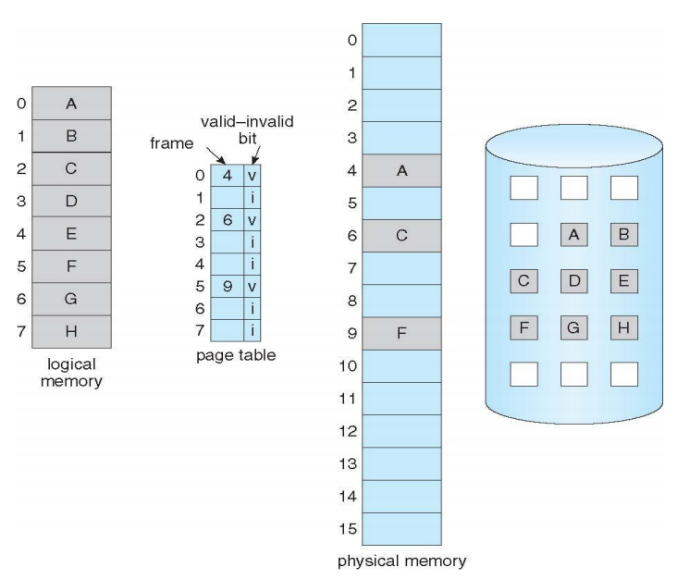 0 A
1 B
2 C
3 D
4 E
5 F
6 G
7 H
logical
memory
valid–invalid
bit
frame
0 4 v
1 i
2 6 v
3 i
4 i
5 9 v
6 i
7 i
page table
0
1
2
3
4 A
5
6 C
7
8
9 F
10
11
12
13
14
15
physical memory
A B
C D E
F G H